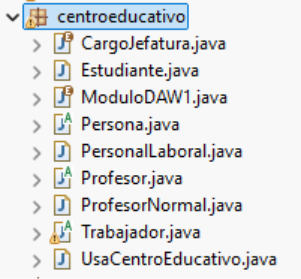 centroeducativo
CargoJefatura.java
Estudiante.java
ModuloDAW1.java
Persona.java
PersonalLaboral.java
Profesor.java
ProfesorNormal.java
Trabajador.java
UsaCentroEducativo.java